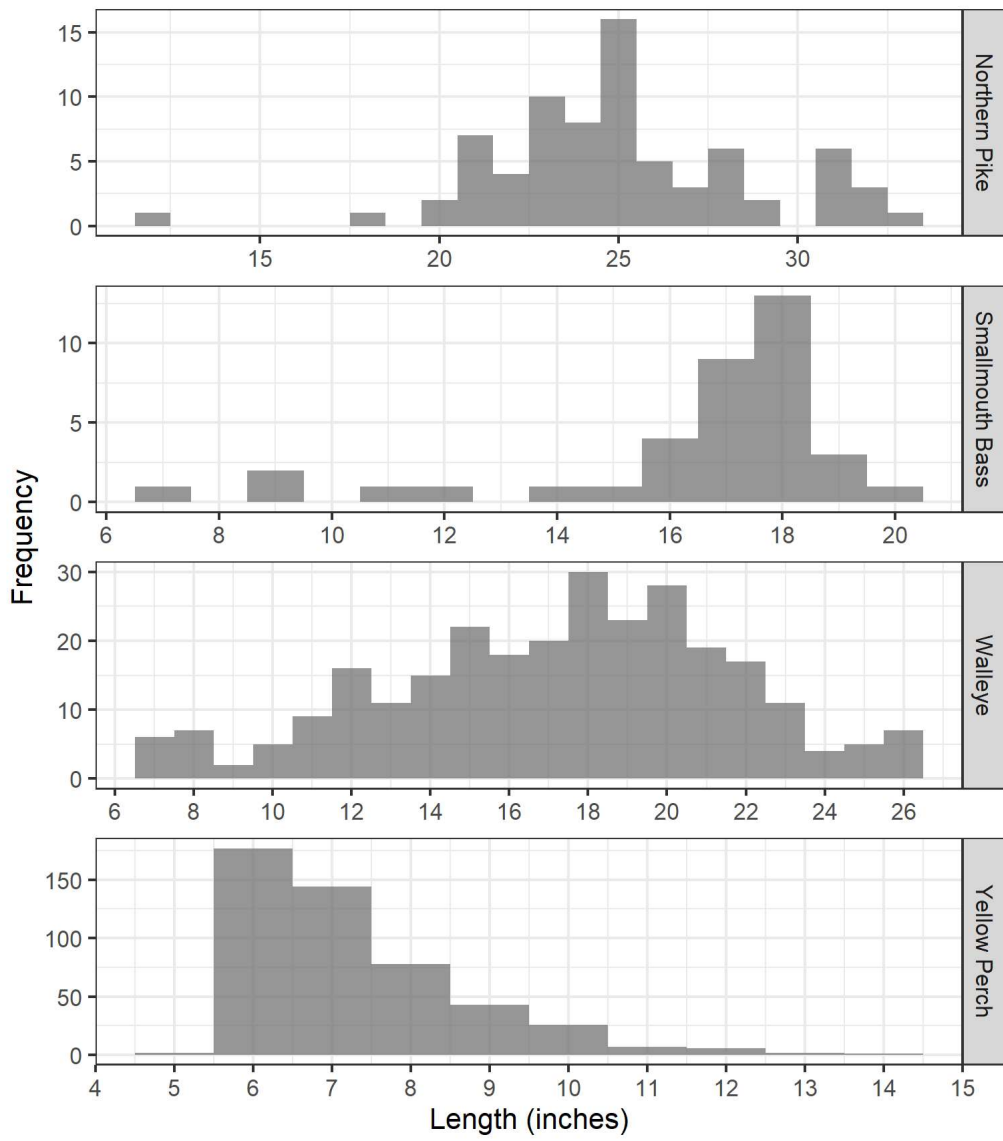 15
10
5
0
15 20 25 30
Northern Pike
10
5
0
6 8 10 12 14 16 18 20
Smallmouth Bass
Frequency
30
20
10
0
6 8 10 12 14 16 18 20 22 24 26
Walleye
150
100
50
0
4 5 6 7 8 9 10 11 12 13 14 15
Yellow Perch
Length (inches)